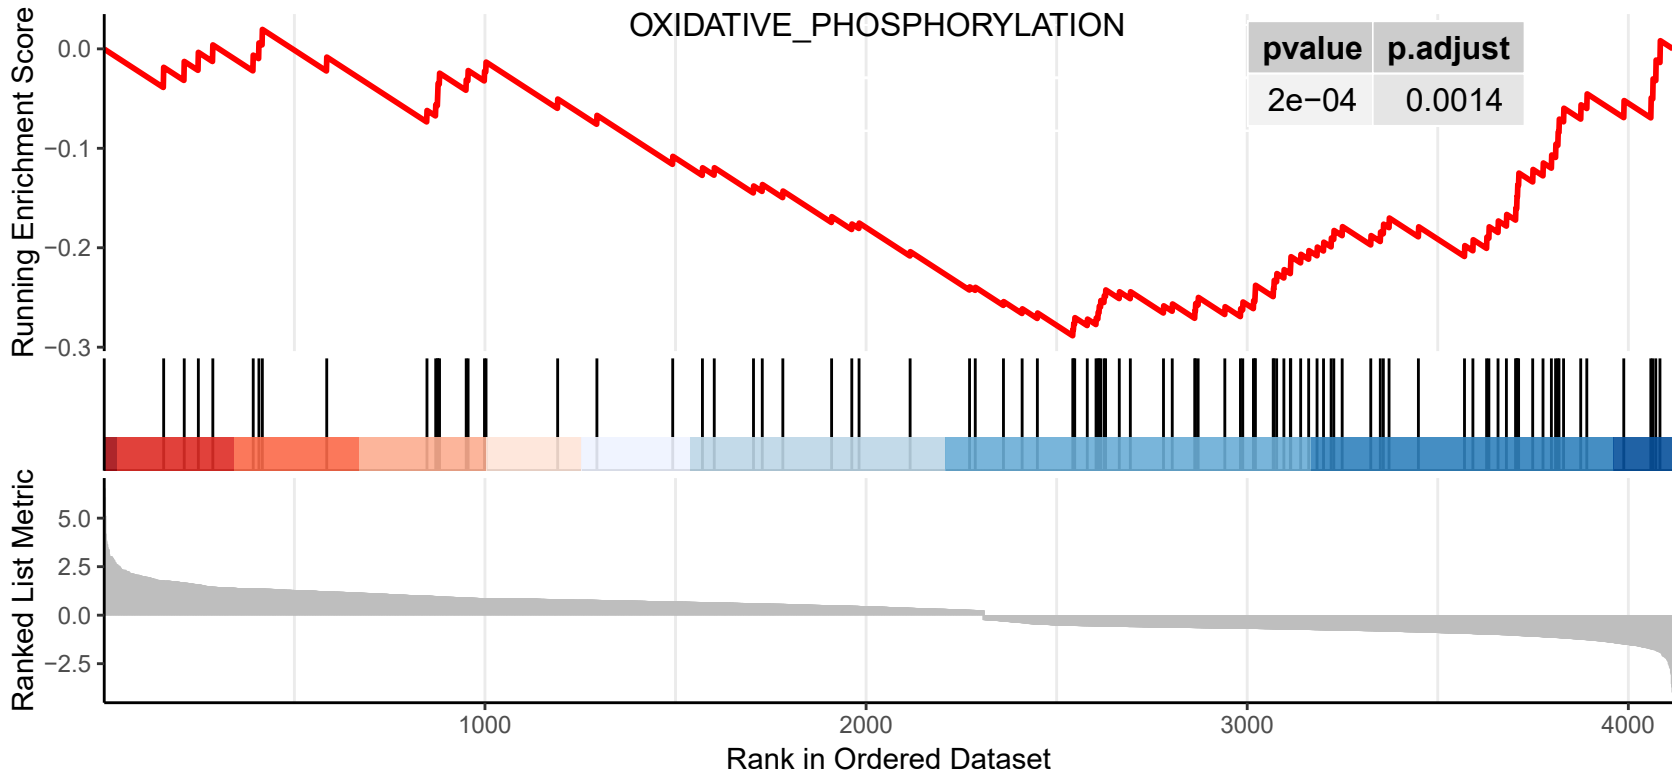 OXIDATIVE_PHOSPHORYLATION
pvalue p.adjust
2e−04 0.0014
Running Enrichment Score
0.0
−0.1
−0.2
−0.3
Ranked List Metric
5.0
2.5
0.0
−2.5
1000 2000 3000 4000
Rank in Ordered Dataset